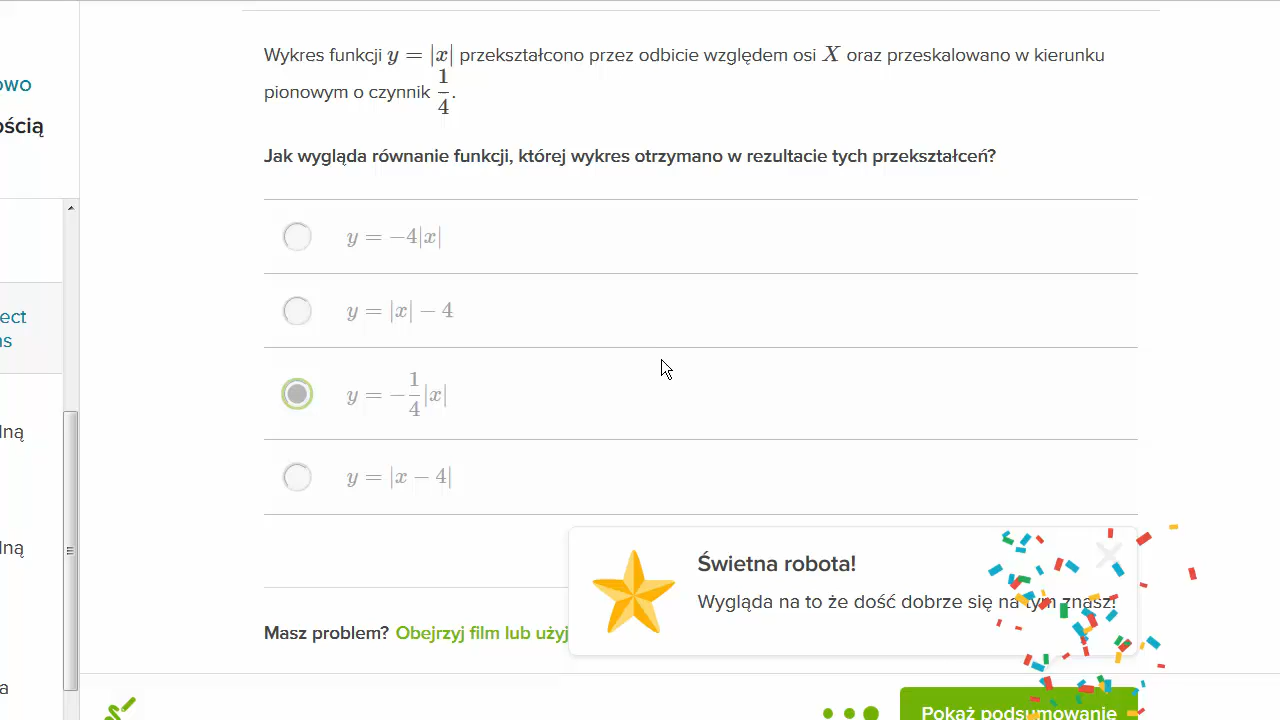 Wykres funkcji y = |x| przekształcono przez odbicie względem osi X oraz przeskalowano w kierunku
pionowym o czynnik 1/4.
Jak wygląda równanie funkcji, której wykres otrzymano w rezultacie tych przekształceń?
y = −4|x|
y = |x| − 4
y = −1/4|x|
y = |x − 4|
owo
ością
ect
ns
lną
lną
a
Świetna robota!
Wygląda na to że dość dobrze się na tym znasz!
Masz problem? Obejrzyj film lub użyj
Pokaż podsumowanie